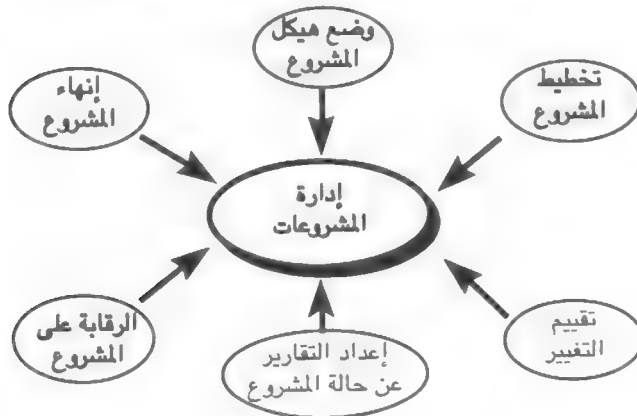 وضع هيكل
المشروع
تخطيط
المشروع
إنهاء
المشروع
إدارة
المشروعات
تقييم
التغيير
إعداد التقارير
عن حالة المشروع
الرقابة على
المشروع